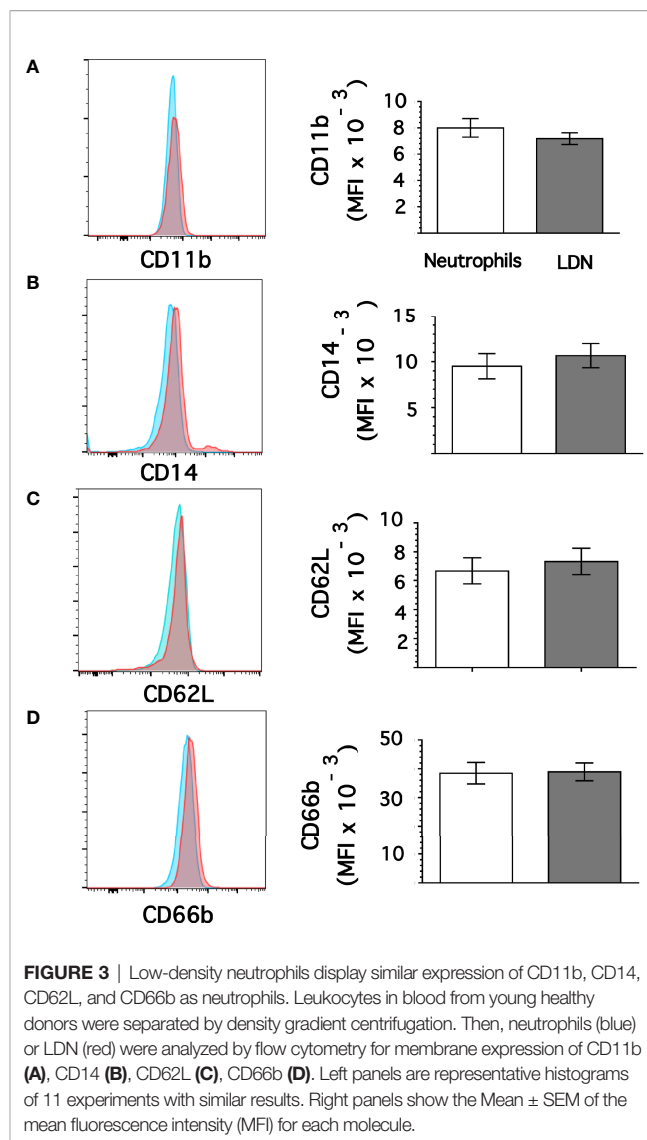 A
CD11b
CD11b
(MFI x 10 - 3)
10
8
6
4
2
Neutrophils LDN
B
CD14
CD14
(MFI x 10 - 3)
15
10
5
C
CD62L
CD62L
(MFI x 10 - 3)
10
8
6
4
2
D
CD66b
CD66b
(MFI x 10 - 3)
50
30
10
FIGURE 3 | Low-density neutrophils display similar expression of CD11b, CD14,
CD62L, and CD66b as neutrophils. Leukocytes in blood from young healthy
donors were separated by density gradient centrifugation. Then, neutrophils (blue)
or LDN (red) were analyzed by flow cytometry for membrane expression of CD11b
(A), CD14 (B), CD62L (C), CD66b (D). Left panels are representative histograms
of 11 experiments with similar results. Right panels show the Mean ± SEM of the
mean fluorescence intensity (MFI) for each molecule.